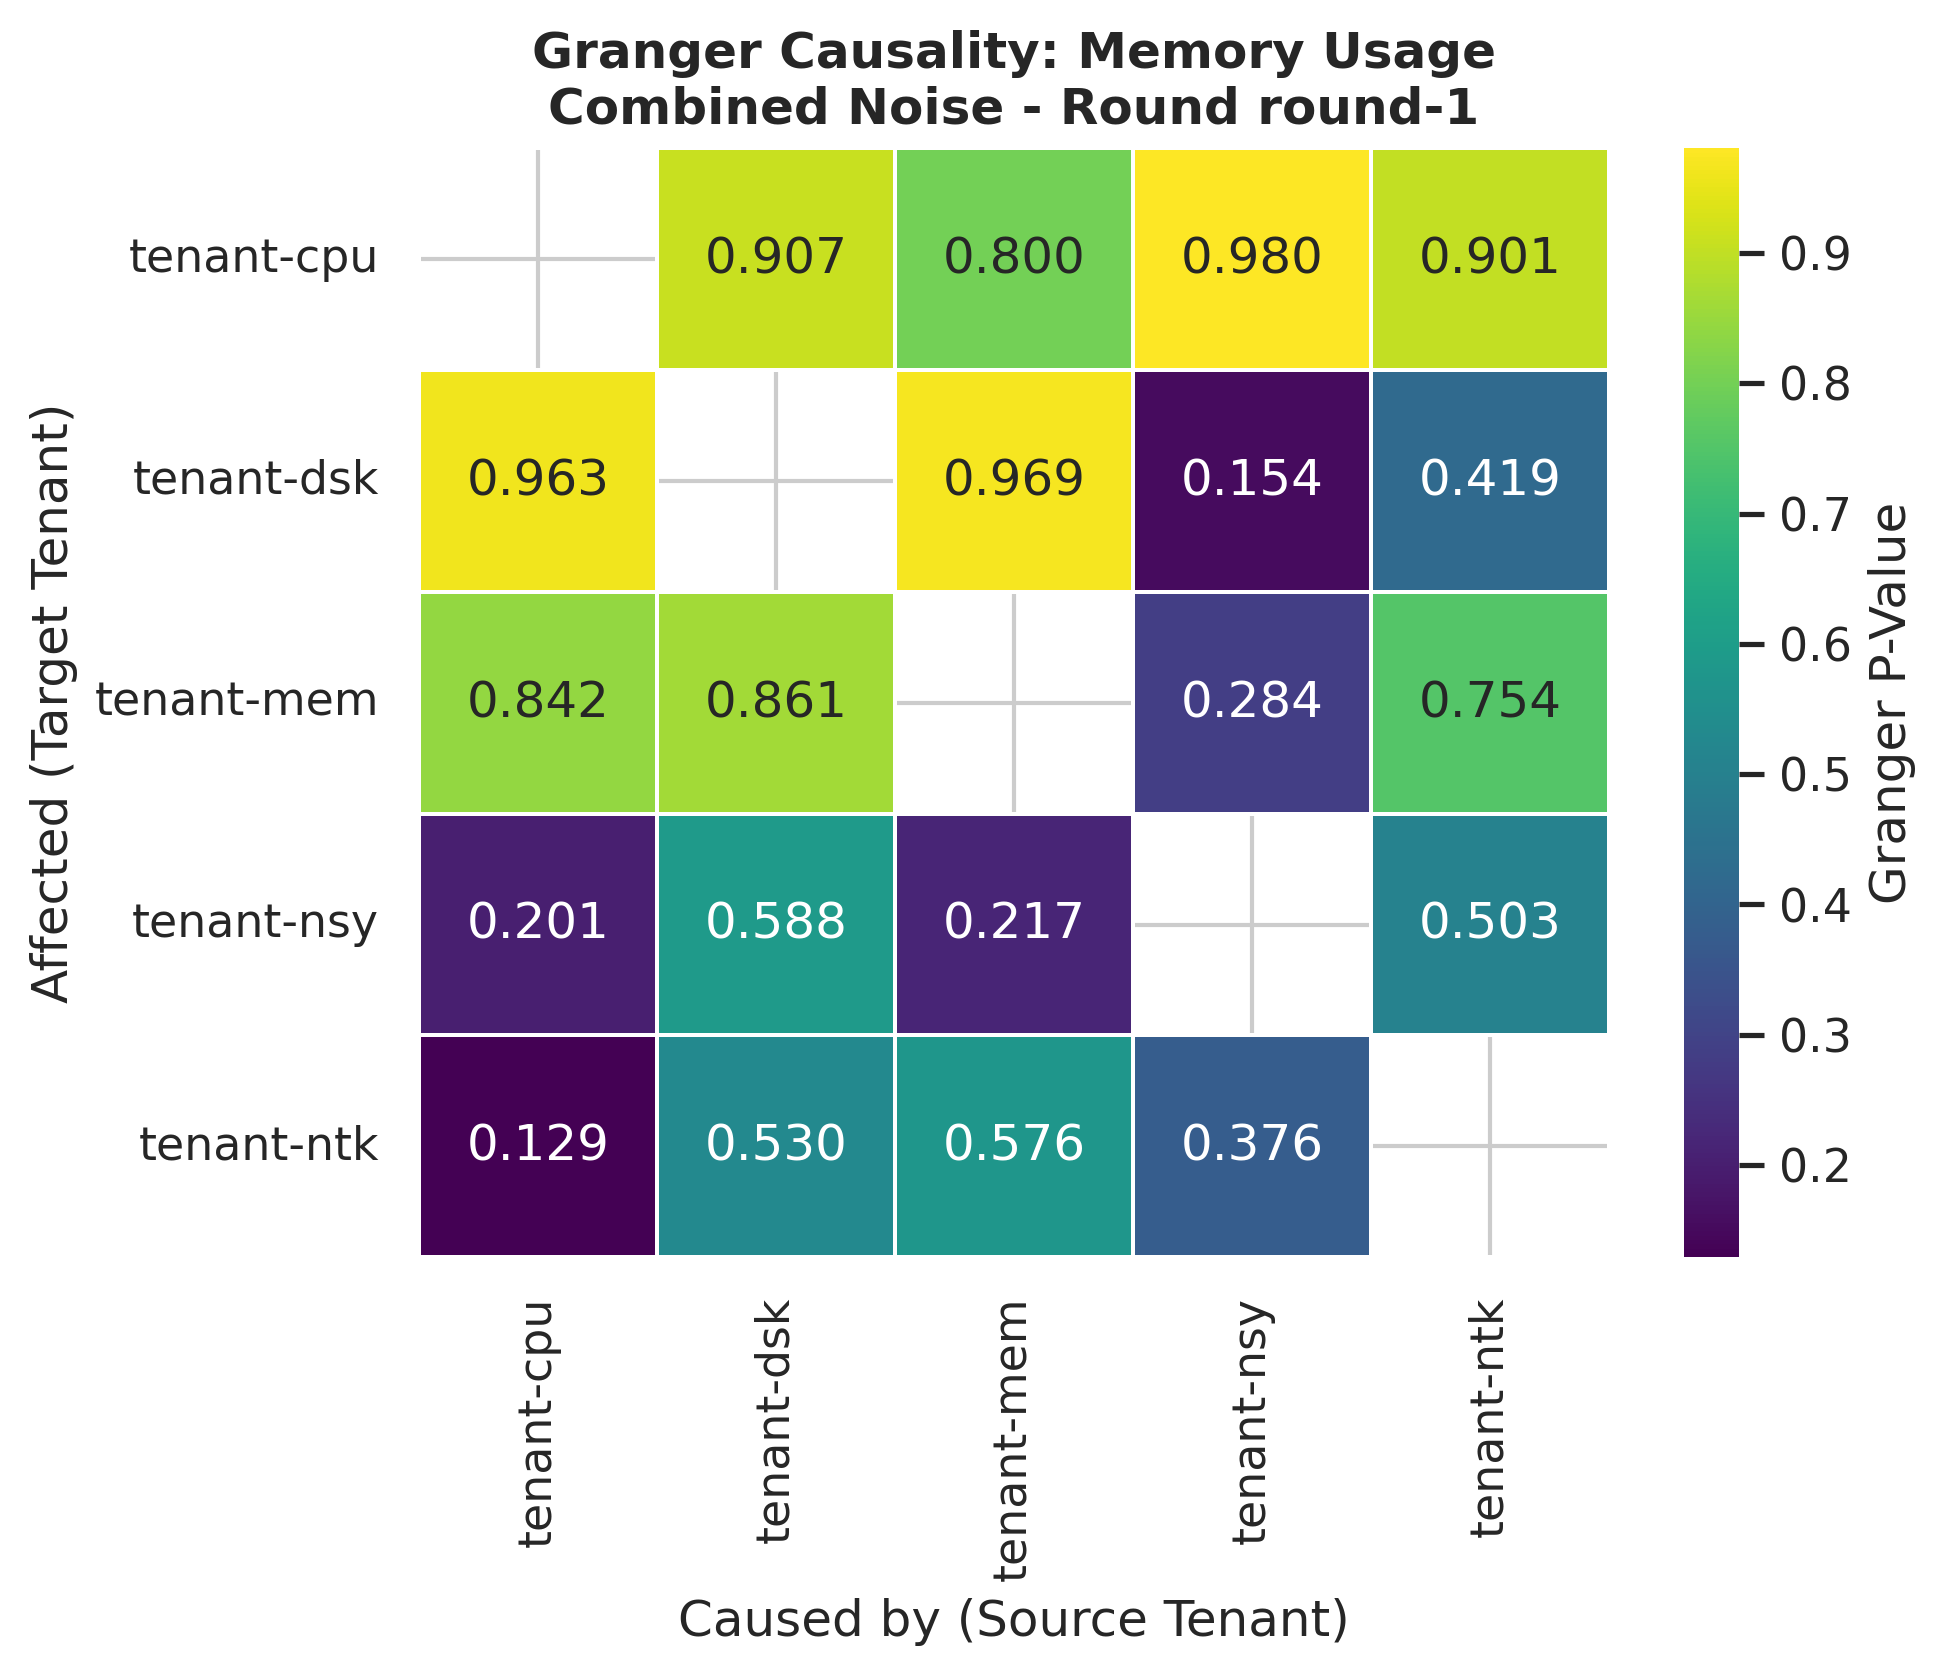 Granger Causality: Memory Usage
Combined Noise - Round round-1
Affected (Target Tenant)
tenant-cpu 0.907 0.800 0.980 0.901
tenant-dsk 0.963 0.969 0.154 0.419
tenant-mem 0.842 0.861 0.284 0.754
tenant-nsy 0.201 0.588 0.217 0.503
tenant-ntk 0.129 0.530 0.576 0.376
tenant-cpu
tenant-dsk
tenant-mem
tenant-nsy
tenant-ntk
Caused by (Source Tenant)
0.9
0.8
0.7
0.6
0.5
0.4
0.3
0.2
Granger P-Value